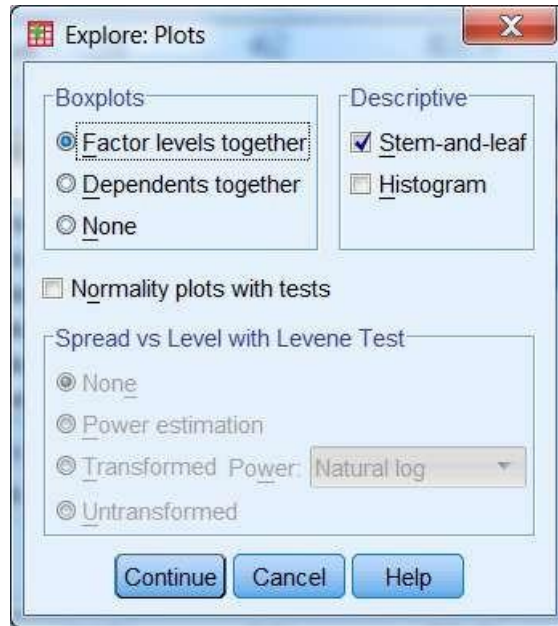 Explore: Plots
Boxplots
Factor levels together
Dependents together
None
Descriptive
Stem-and-leaf
Histogram
Normality plots with tests
Spread vs Level with Levene Test
None
Power estimation
Transformed Power: Natural log
Untransformed
Continue Cancel Help